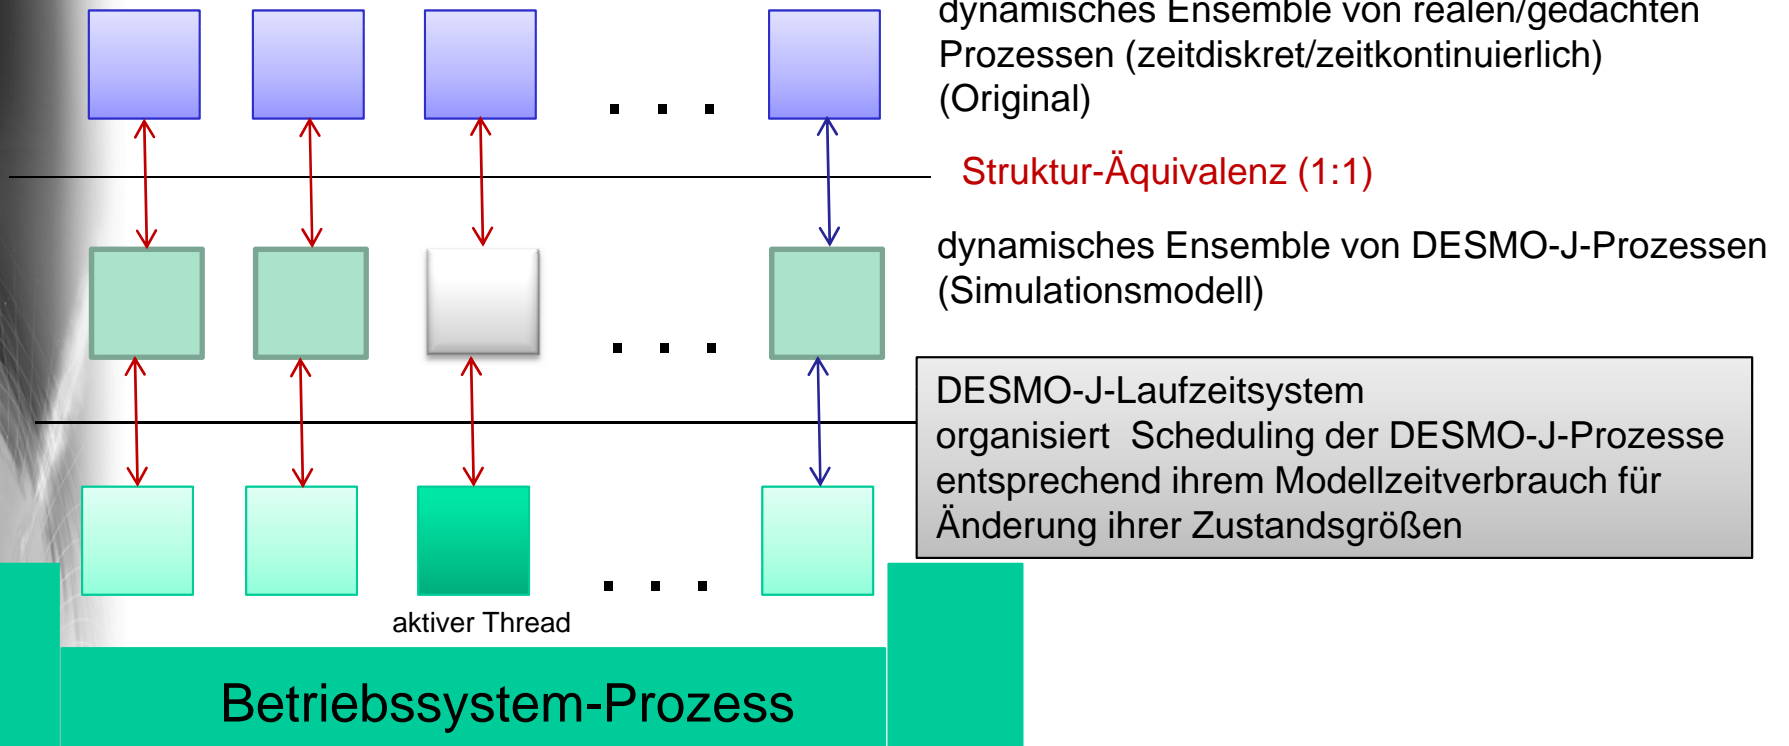 dynamisches Ensemble von realen/gedachten
Prozessen (zeitdiskret/zeitkontinuierlich)
(Original)
Struktur-Äquivalenz (1:1)
dynamisches Ensemble von DESMO-J-Prozessen
(Simulationsmodell)
DESMO-J-Laufzeitsystem
organisiert Scheduling der DESMO-J-Prozesse
entsprechend ihrem Modellzeitverbrauch für
Änderung ihrer Zustandsgrößen
aktiver Thread
Betriebssystem-Prozess